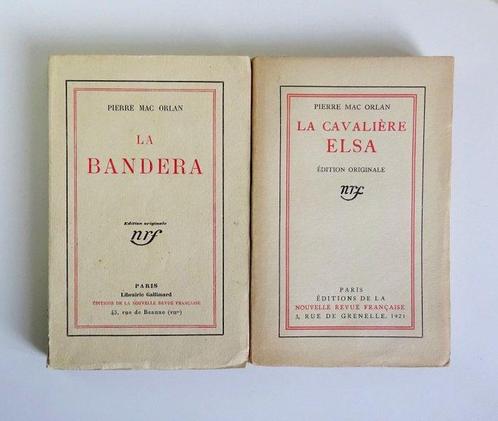 PIERRE MAC ORLAN
LA
BANDERA
Edition originale
nrf
PARIS
Librairie Gallimard
ÉDITIONS DE LA NOUVELLE REVUE FRANÇAISE
43, rue de Beaune (VIIe)
PIERRE MAC ORLAN
LA CAVALIÈRE
ELSA
ÉDITION ORIGINALE
nrf
PARIS
ÉDITIONS DE LA
NOUVELLE REVUE FRANÇAISE
3, RUE DE GRENELLE, 1921